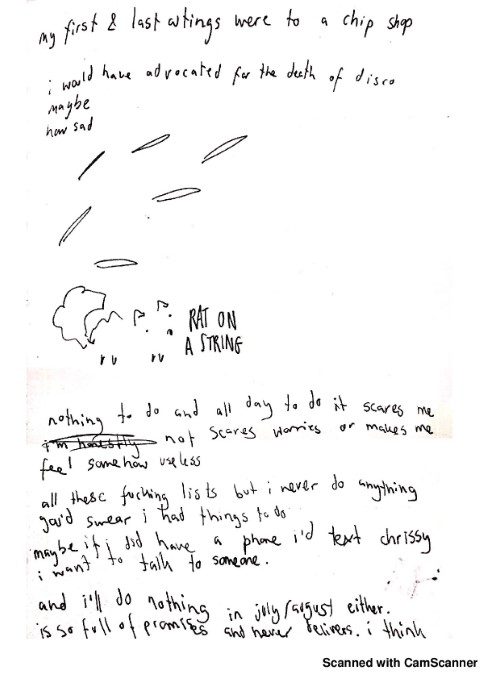 my first & last outings were to a chip shop
i would have advocated for the death of disco
maybe
how sad
RAT ON
A STRING
nothing to do and all day to do it scares me
i'm honestly not scares worries or makes me
feel somehow useless
all these fucking lists but i never do anything
you'd swear i had things to do
maybe if i did have a phone i'd text chrissy
i want to talk to someone.
and i'll do nothing in july/august either.
is so full of promises and never delivers. i think
Scanned with CamScanner